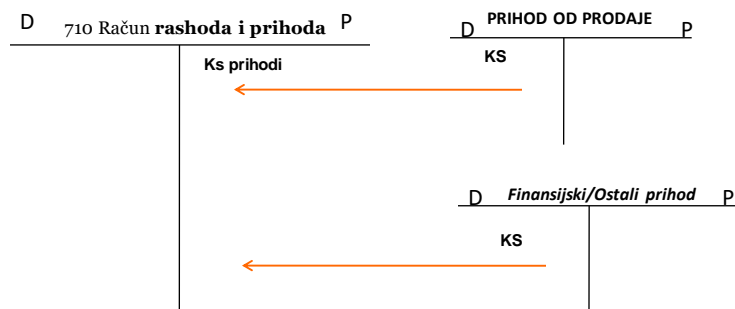 D 710 Račun rashoda i prihoda P
PRIHOD OD PRODAJE
D P
Ks prihodi
KS
D Finansijski/Ostali prihod P
KS